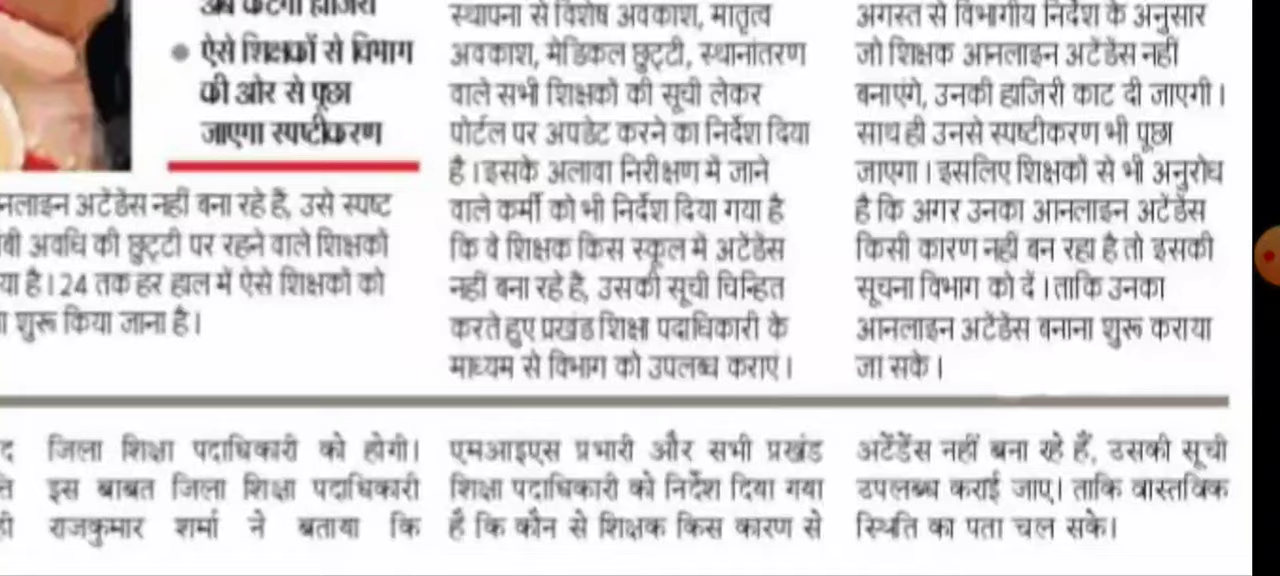 अब कटेगी हाजिरी
● ऐसे शिक्षकों से विभाग
की ओर से पूछा
जाएगा स्पष्टीकरण
नलाइन अटेंडेंस नहीं बना रहे हैं, उसे स्पष्ट
बी अवधि की छुट्टी पर रहने वाले शिक्षकों
या है। 24 तक हर हाल में ऐसे शिक्षकों को
शुरू किया जाना है।
स्थापना से विशेष अवकाश, मातृत्व
अवकाश, मेडिकल छुट्टी, स्थानांतरण
वाले सभी शिक्षकों की सूची लेकर
पोर्टल पर अपडेट करने का निर्देश दिया
है। इसके अलावा निरीक्षण में जाने
वाले कर्मी को भी निर्देश दिया गया है
कि वे शिक्षक किस स्कूल में अटेंडेंस
नहीं बना रहे हैं, उसकी सूची चिन्हित
करते हुए प्रखंड शिक्षा पदाधिकारी के
माध्यम से विभाग को उपलब्ध कराएं।
अगस्त से विभागीय निर्देश के अनुसार
जो शिक्षक आनलाइन अटेंडेंस नहीं
बनाएंगे, उनकी हाजिरी काट दी जाएगी।
साथ ही उनसे स्पष्टीकरण भी पूछा
जाएगा। इसलिए शिक्षकों से भी अनुरोध
है कि अगर उनका आनलाइन अटेंडेंस
किसी कारण नहीं बन रहा है तो इसकी
सूचना विभाग को दें। ताकि उनका
आनलाइन अटेंडेंस बनाना शुरू कराया
जा सके।
जिला शिक्षा पदाधिकारी को होगी।
इस बाबत जिला शिक्षा पदाधिकारी
राजकुमार शर्मा ने बताया कि
एमआइएस प्रभारी और सभी प्रखंड
शिक्षा पदाधिकारी को निर्देश दिया गया
है कि कौन से शिक्षक किस कारण से
अटेंडेंस नहीं बना रहे हैं, उसकी सूची
उपलब्ध कराई जाए। ताकि वास्तविक
स्थिति का पता चल सके।